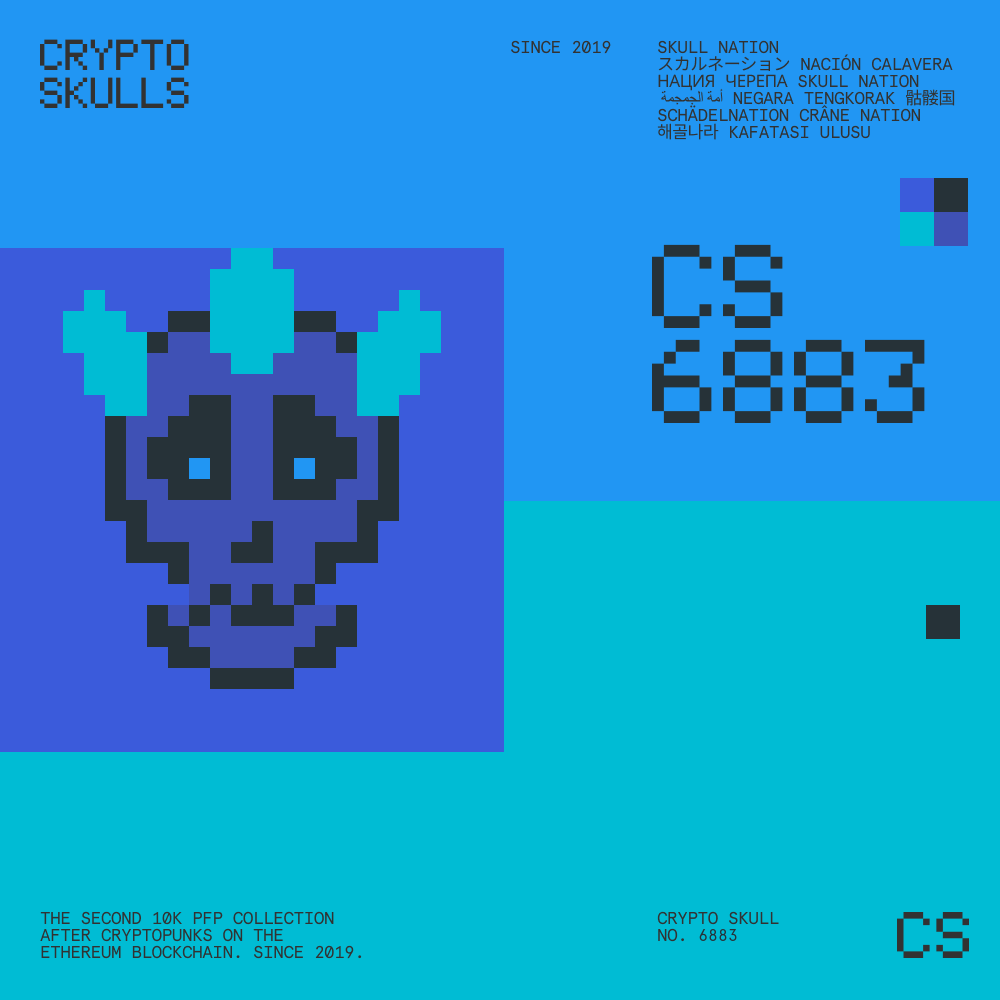 CRYPTO
SKULLS
SINCE 2019
SKULL NATION
スカルネーション NACIÓN CALAVERA
НАЦИЯ ЧЕРЕПА SKULL NATION
أمة الجمجمة NEGARA TENGKORAK 骷髅国
SCHÄDELNATION CRÂNE NATION
해골나라 KAFATASI ULUSU
CS
6883
THE SECOND 10K PFP COLLECTION
AFTER CRYPTOPUNKS ON THE
ETHEREUM BLOCKCHAIN. SINCE 2019.
CRYPTO SKULL
NO. 6883
CS